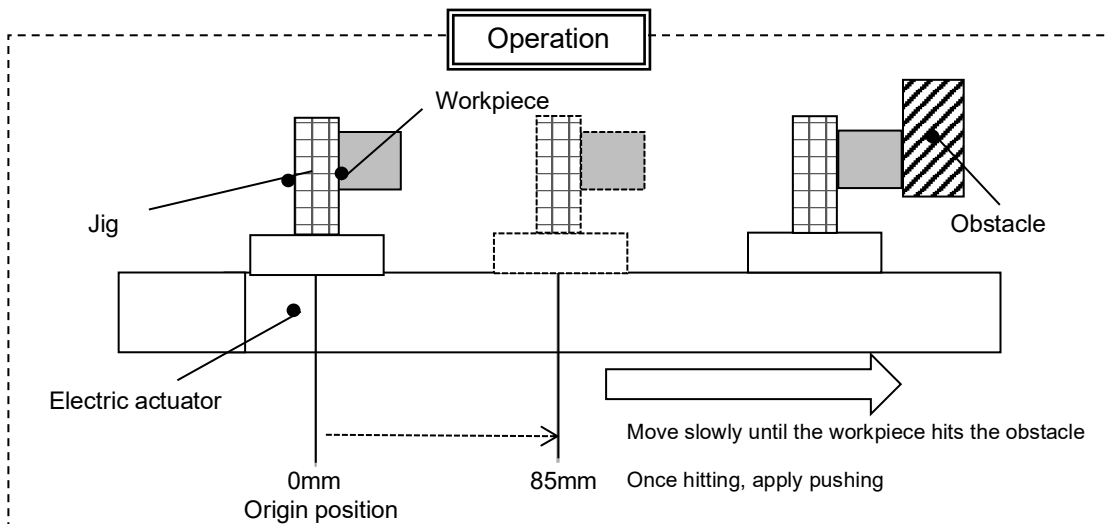 Operation
Workpiece
Jig
Obstacle
Electric actuator
Move slowly until the workpiece hits the obstacle
0mm
85mm
Once hitting, apply pushing
Origin position